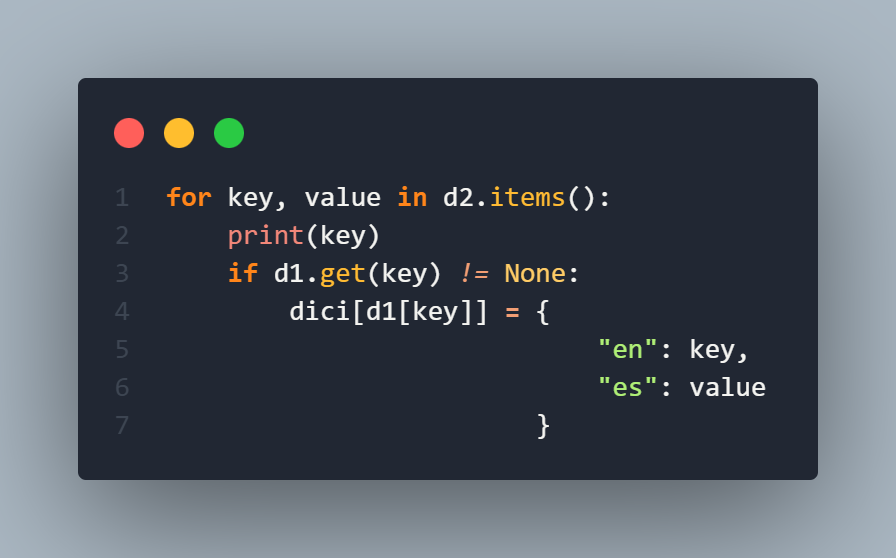 1 for key, value in d2.items():
2     print(key)
3     if d1.get(key) != None:
4         dici[d1[key]] = {
5                             "en": key,
6                             "es": value
7                         }